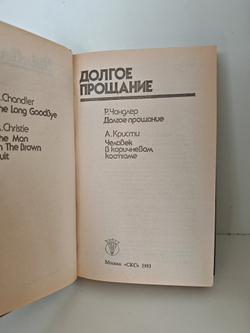 .Chandler
he Long Goodbye
.Christie
he Man
n The Brown
uit
ДОЛГОЕ
ПРОЩАНИЕ
Р. Чандлер
Долгое прощание
А. Кристи
Человек
в коричневом
костюме
Москва «СКС» 1993